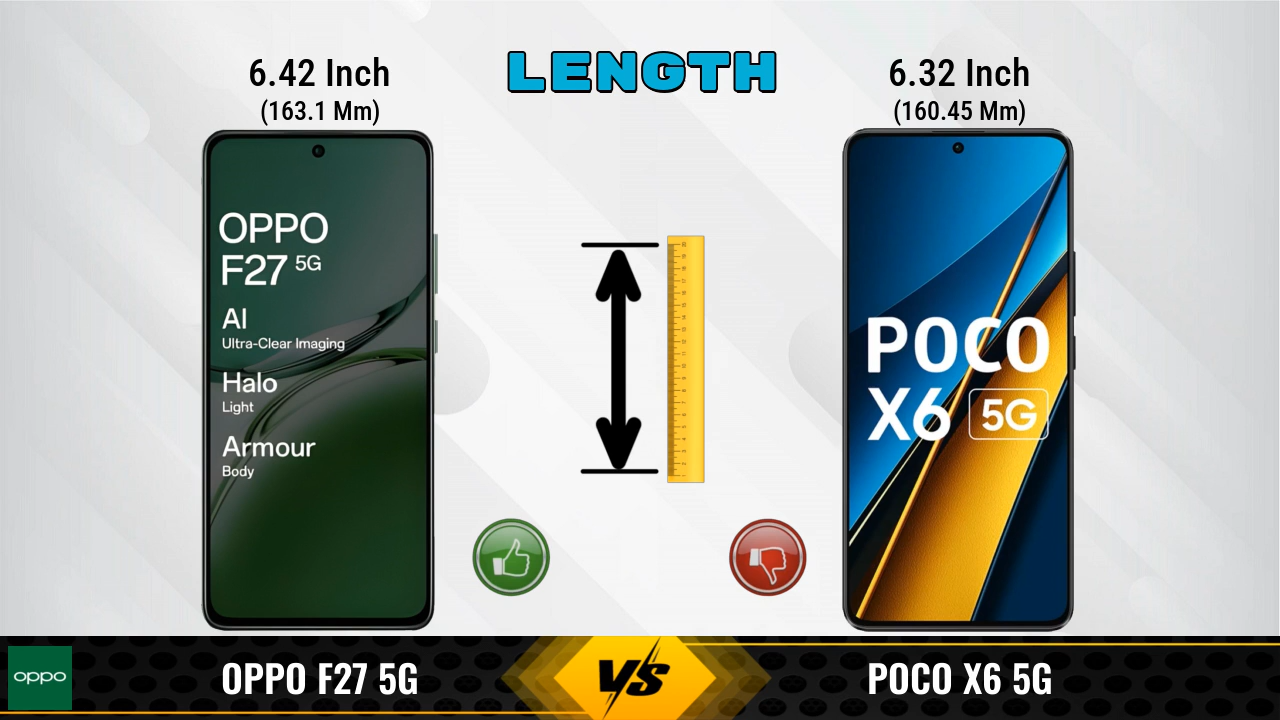 LENGTH
6.42 Inch
(163.1 Mm)
6.32 Inch
(160.45 Mm)
OPPO
F27 5G
AI
Ultra-Clear Imaging
Halo
Light
Armour
Body
POCO
X6 5G
oppo
OPPO F27 5G
VS
POCO X6 5G